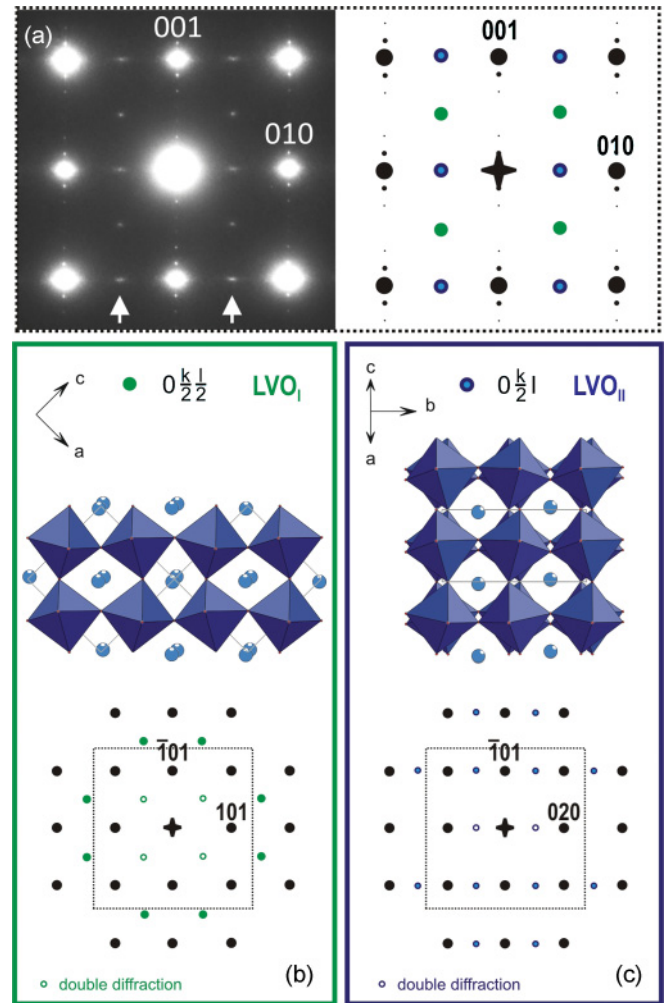 (a)
001
010
001
010
0 k/2 l/2 LVO_I
c
a
0 k/2 l LVO_II
c
b
a
1̅01
101
double diffraction
(b)
1̅01
020
double diffraction
(c)